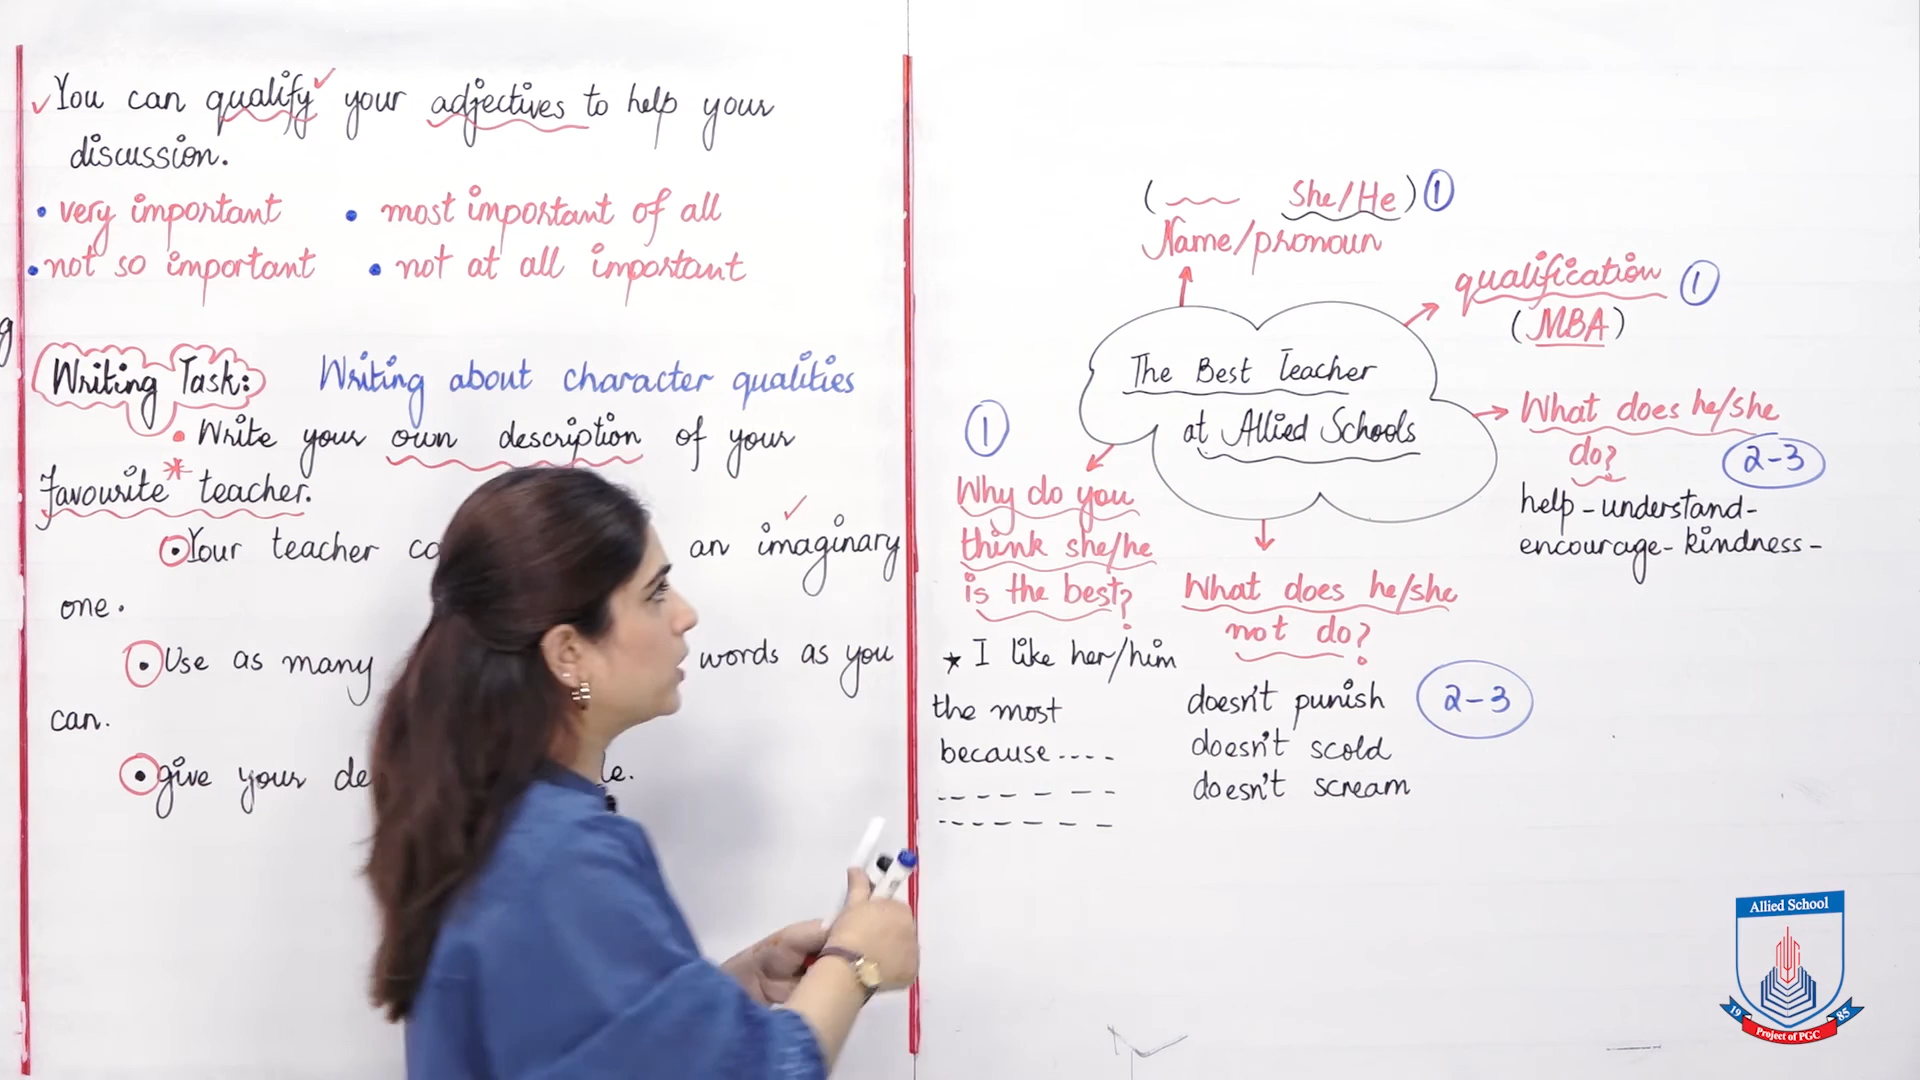 You can qualify your adjectives to help your
discussion.
• very important • most important of all
• not so important • not at all important
g
Writing Task: Writing about character qualities
• Write your own description of your
favourite * teacher.
• Your teacher an imaginary
one.
• Use as many words as you
can.
• give your
The Best Teacher
at Allied Schools
( She/He) 1
Name/pronoun
qualification 1
(MBA)
What does he/she
do? 2-3
help - understand -
encourage - kindness -
What does he/she
not do?
doesn't punish 2-3
doesn't scold
doesn't scream
1
Why do you
think she/he
is the best?
★ I like her/him
the most
because ----
Allied School
19 85
Project of PGC